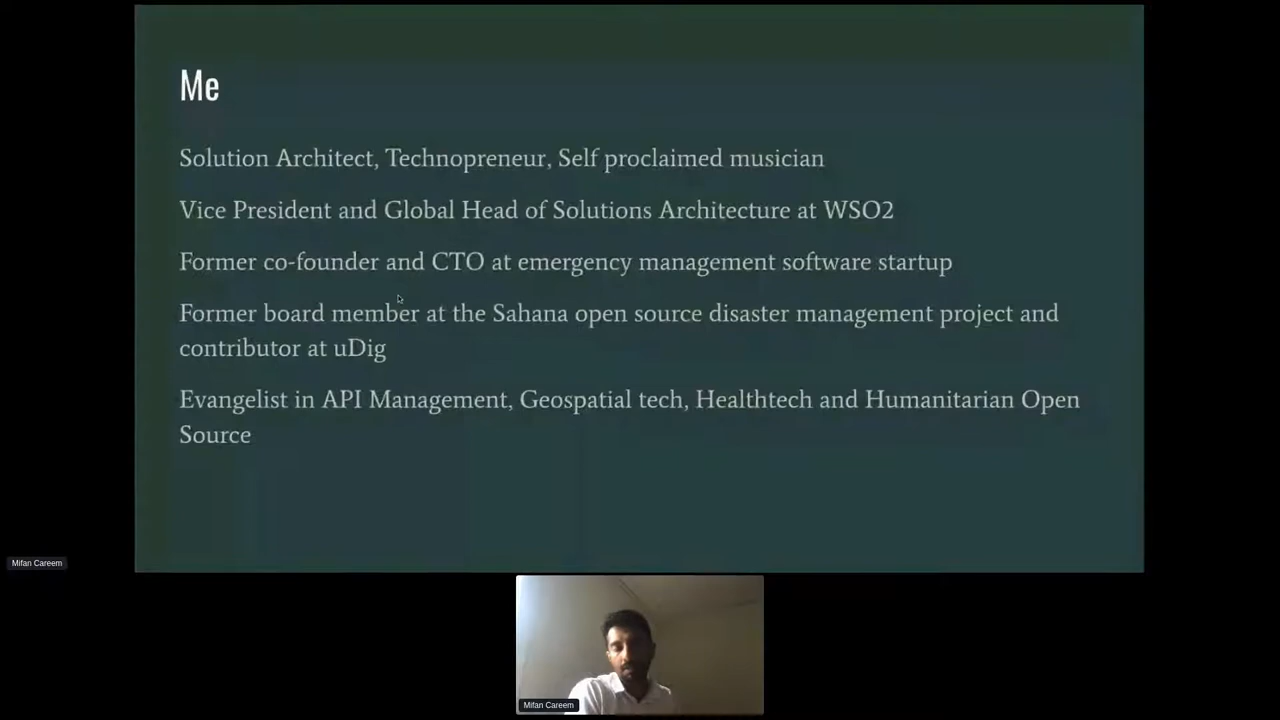 Me
Solution Architect, Technopreneur, Self proclaimed musician
Vice President and Global Head of Solutions Architecture at WSO2
Former co-founder and CTO at emergency management software startup
Former board member at the Sahana open source disaster management project and
contributor at uDig
Evangelist in API Management, Geospatial tech, Healthtech and Humanitarian Open
Source
Mifan Careem
Mifan Careem